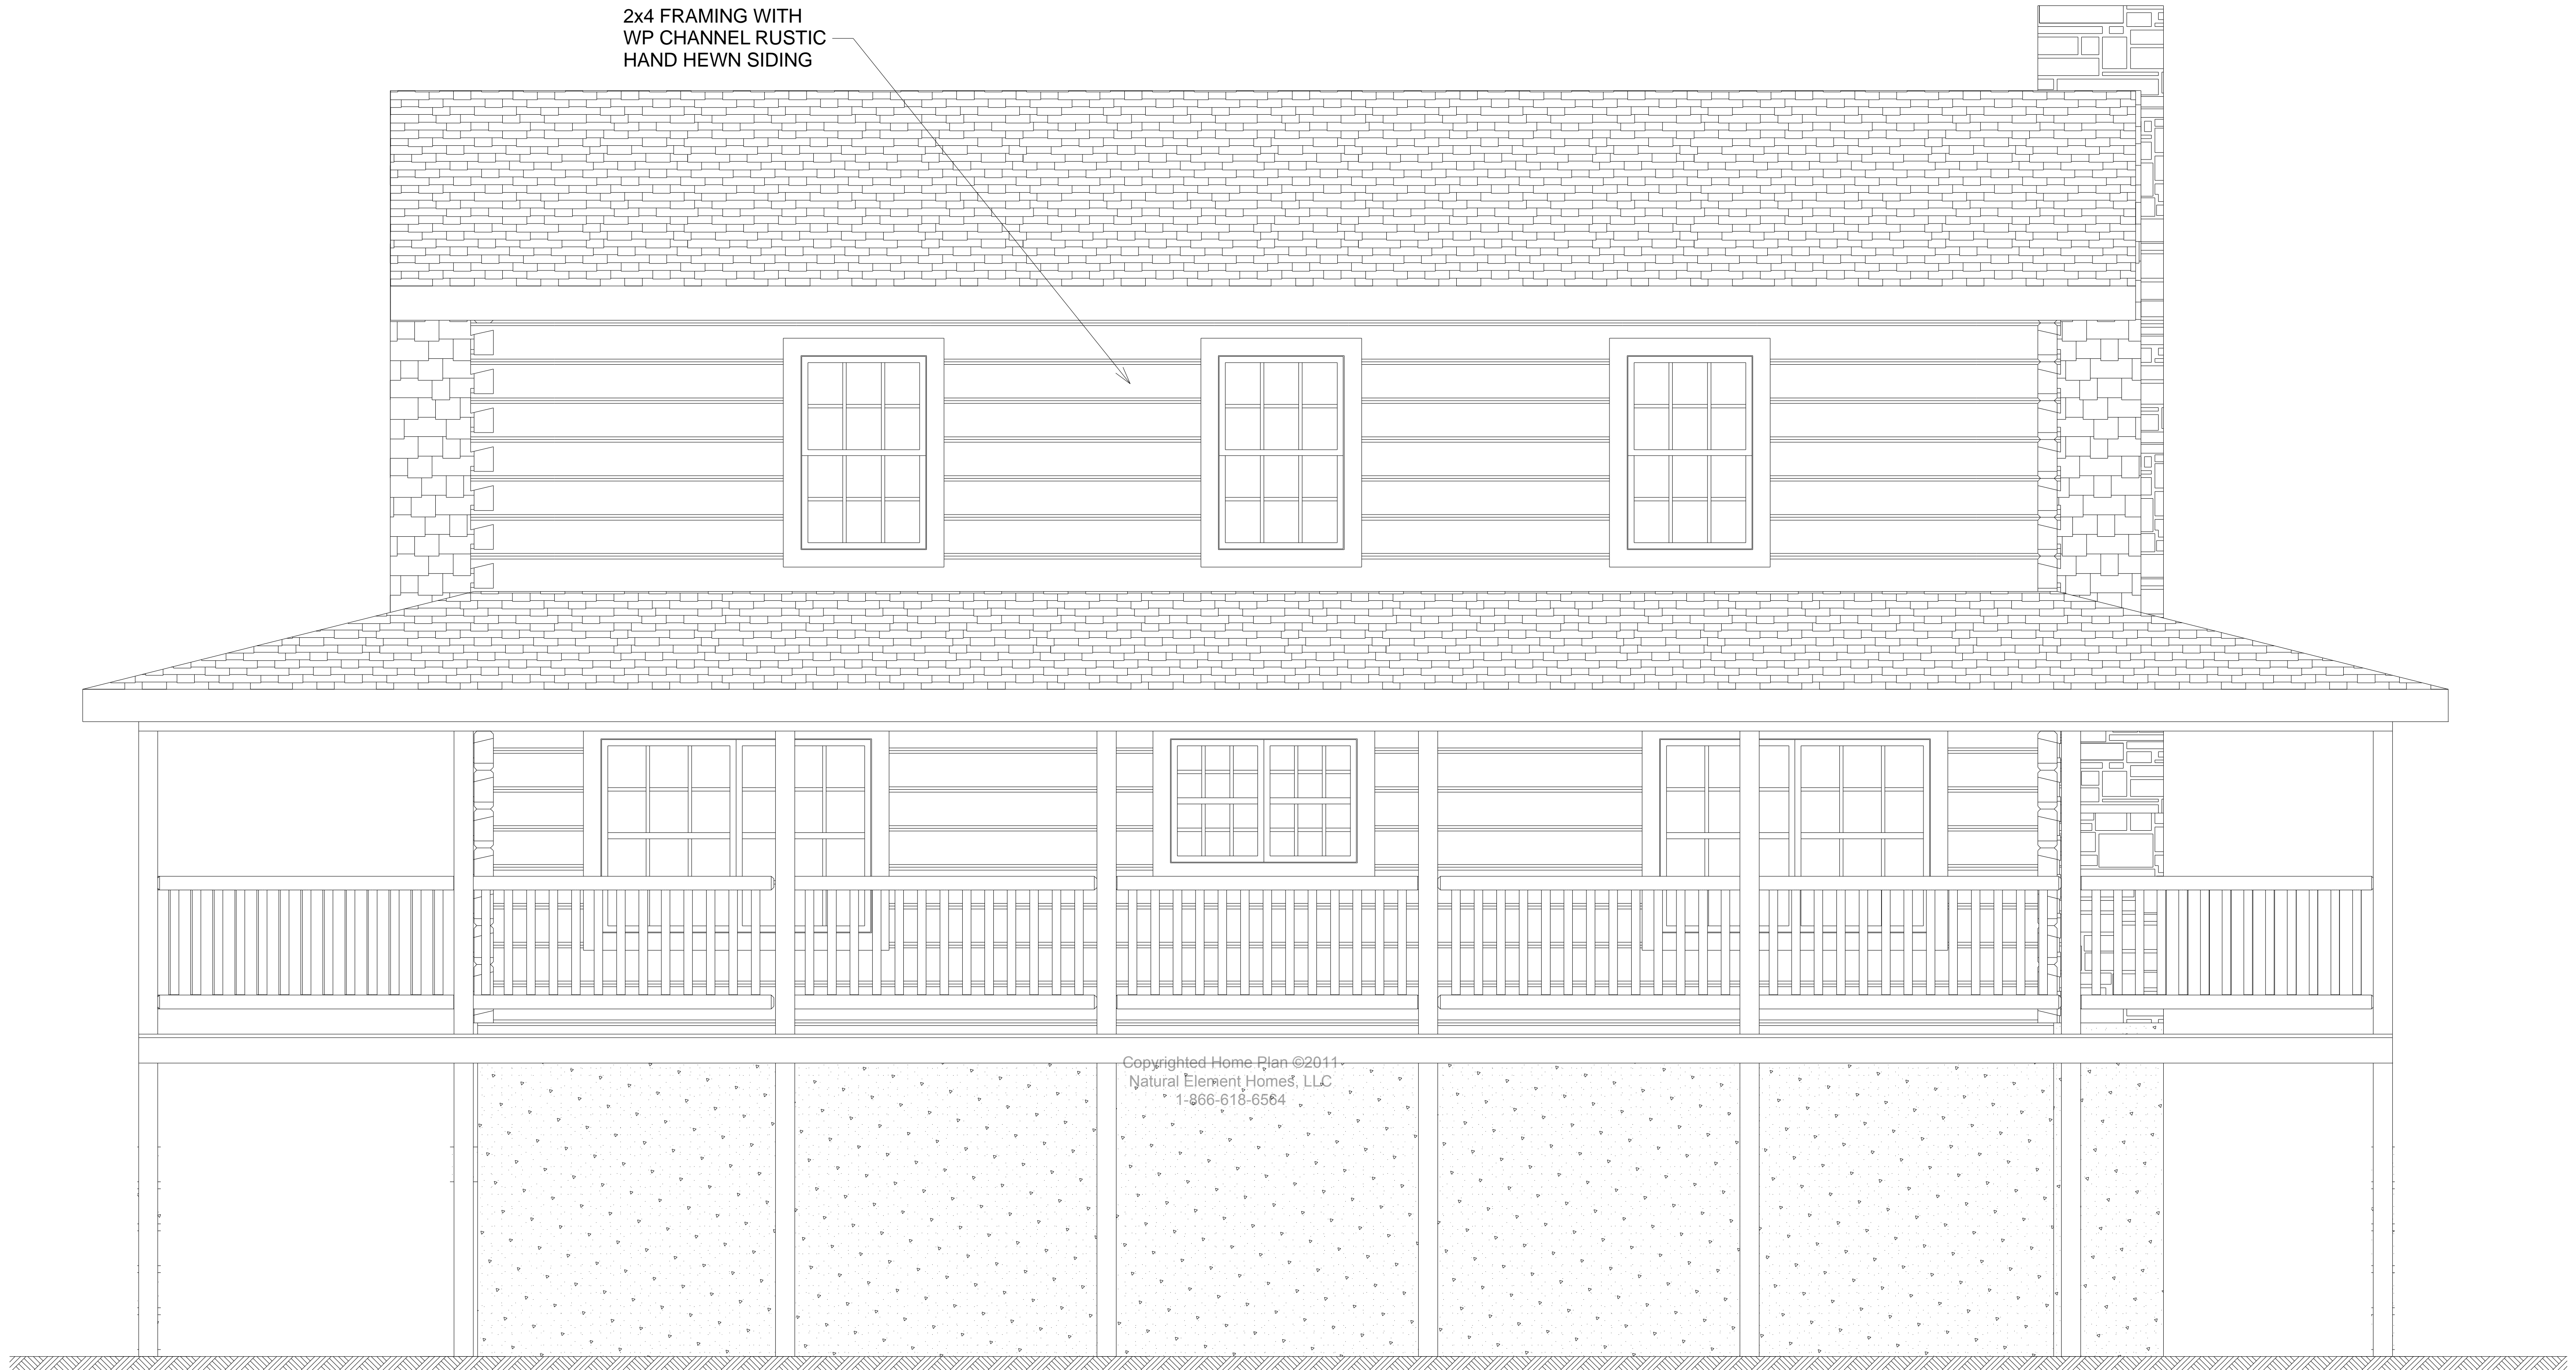 2x4 FRAMING WITH
WP CHANNEL RUSTIC
HAND HEWN SIDING
Copyrighted Home Plan ©2011
Natural Element Homes, LLC
1-866-618-6564